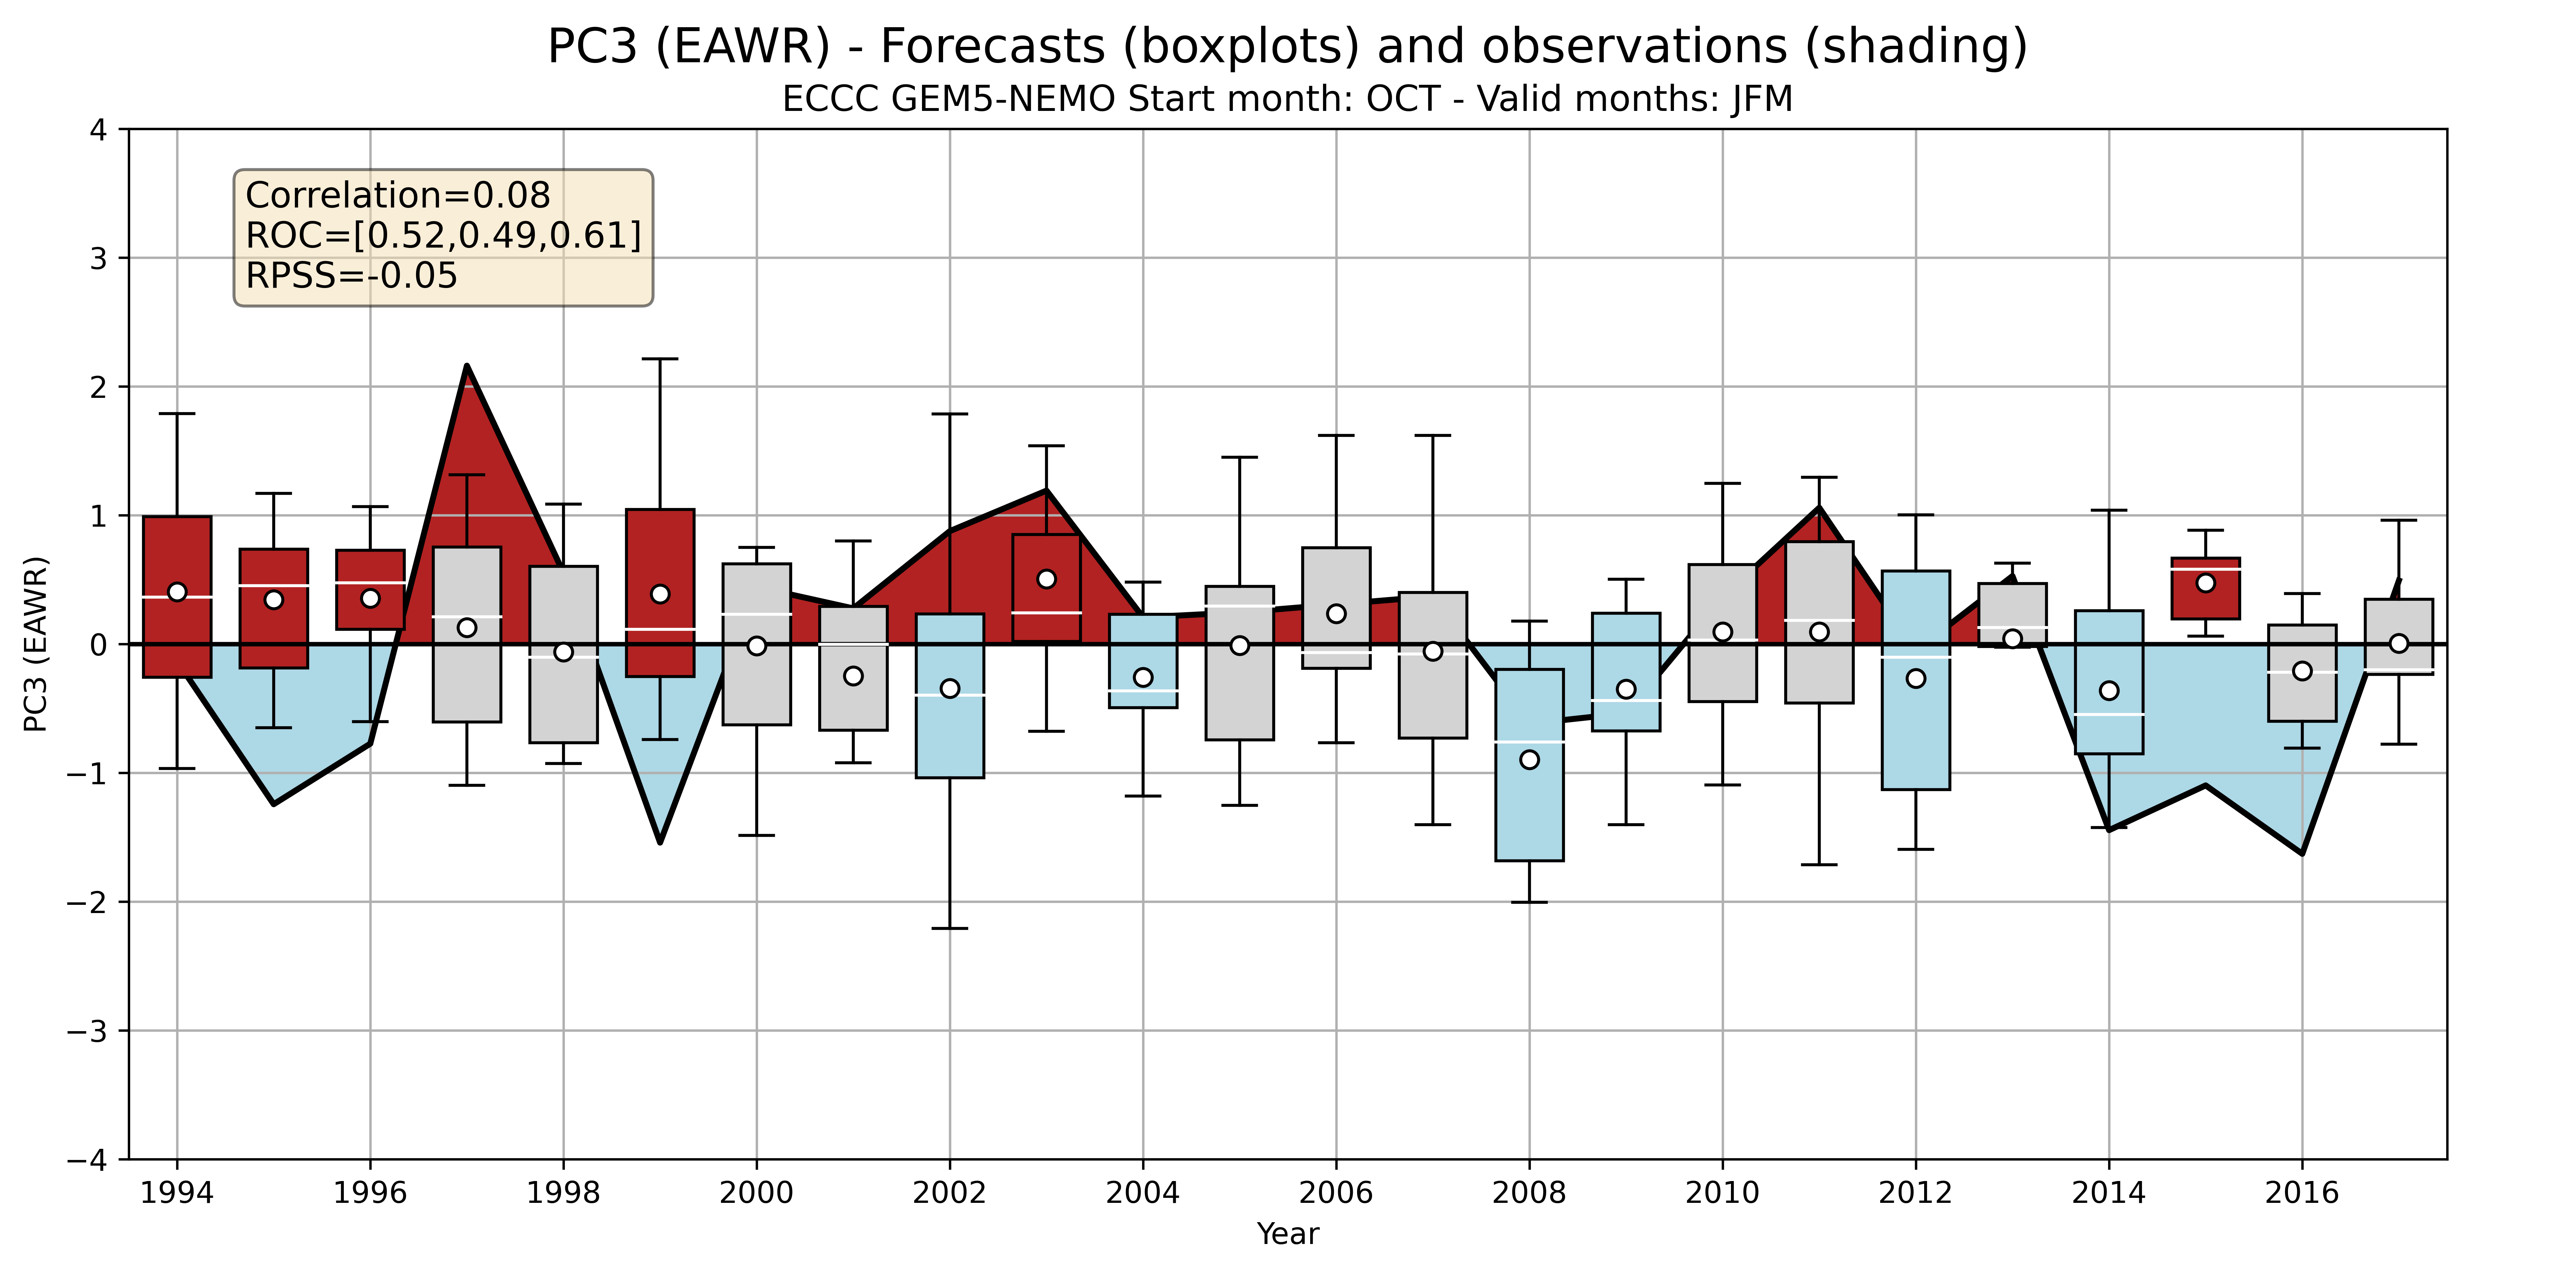 PC3 (EAWR) - Forecasts (boxplots) and observations (shading)
ECCC GEM5-NEMO Start month: OCT - Valid months: JFM
Correlation=0.08
ROC=[0.52,0.49,0.61]
RPSS=-0.05
PC3 (EAWR)
4
3
2
1
0
−1
−2
−3
−4
1994 1996 1998 2000 2002 2004 2006 2008 2010 2012 2014 2016
Year